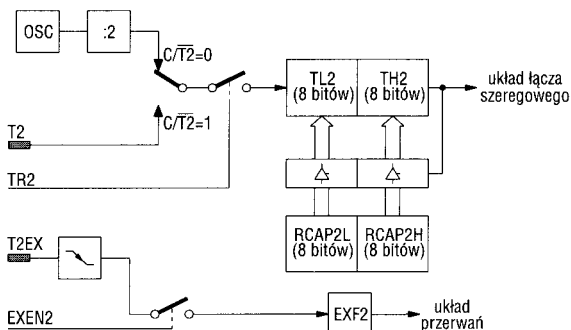 OSC
:2
C/T2=0
TL2
(8 bitów)
TH2
(8 bitów)
układ łącza
szeregowego
T2
C/T2=1
TR2
RCAP2L
(8 bitów)
RCAP2H
(8 bitów)
T2EX
EXEN2
EXF2
układ
przerwań